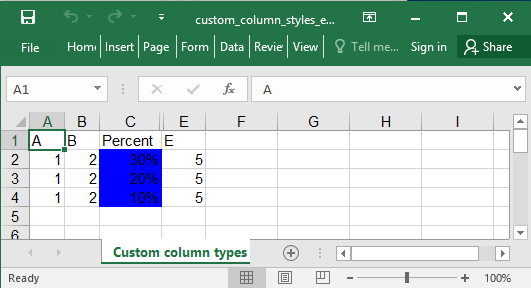 custom_column_styles_e...
File Hom Insert Page Form Data Revie View Tell me... Sign in Share
A1 fx A
A B C D E F G H I
1 A B Percent E
2 1 2 30% 5
3 1 2 20% 5
4 1 2 10% 5
5
6
Custom column types
Ready 100%